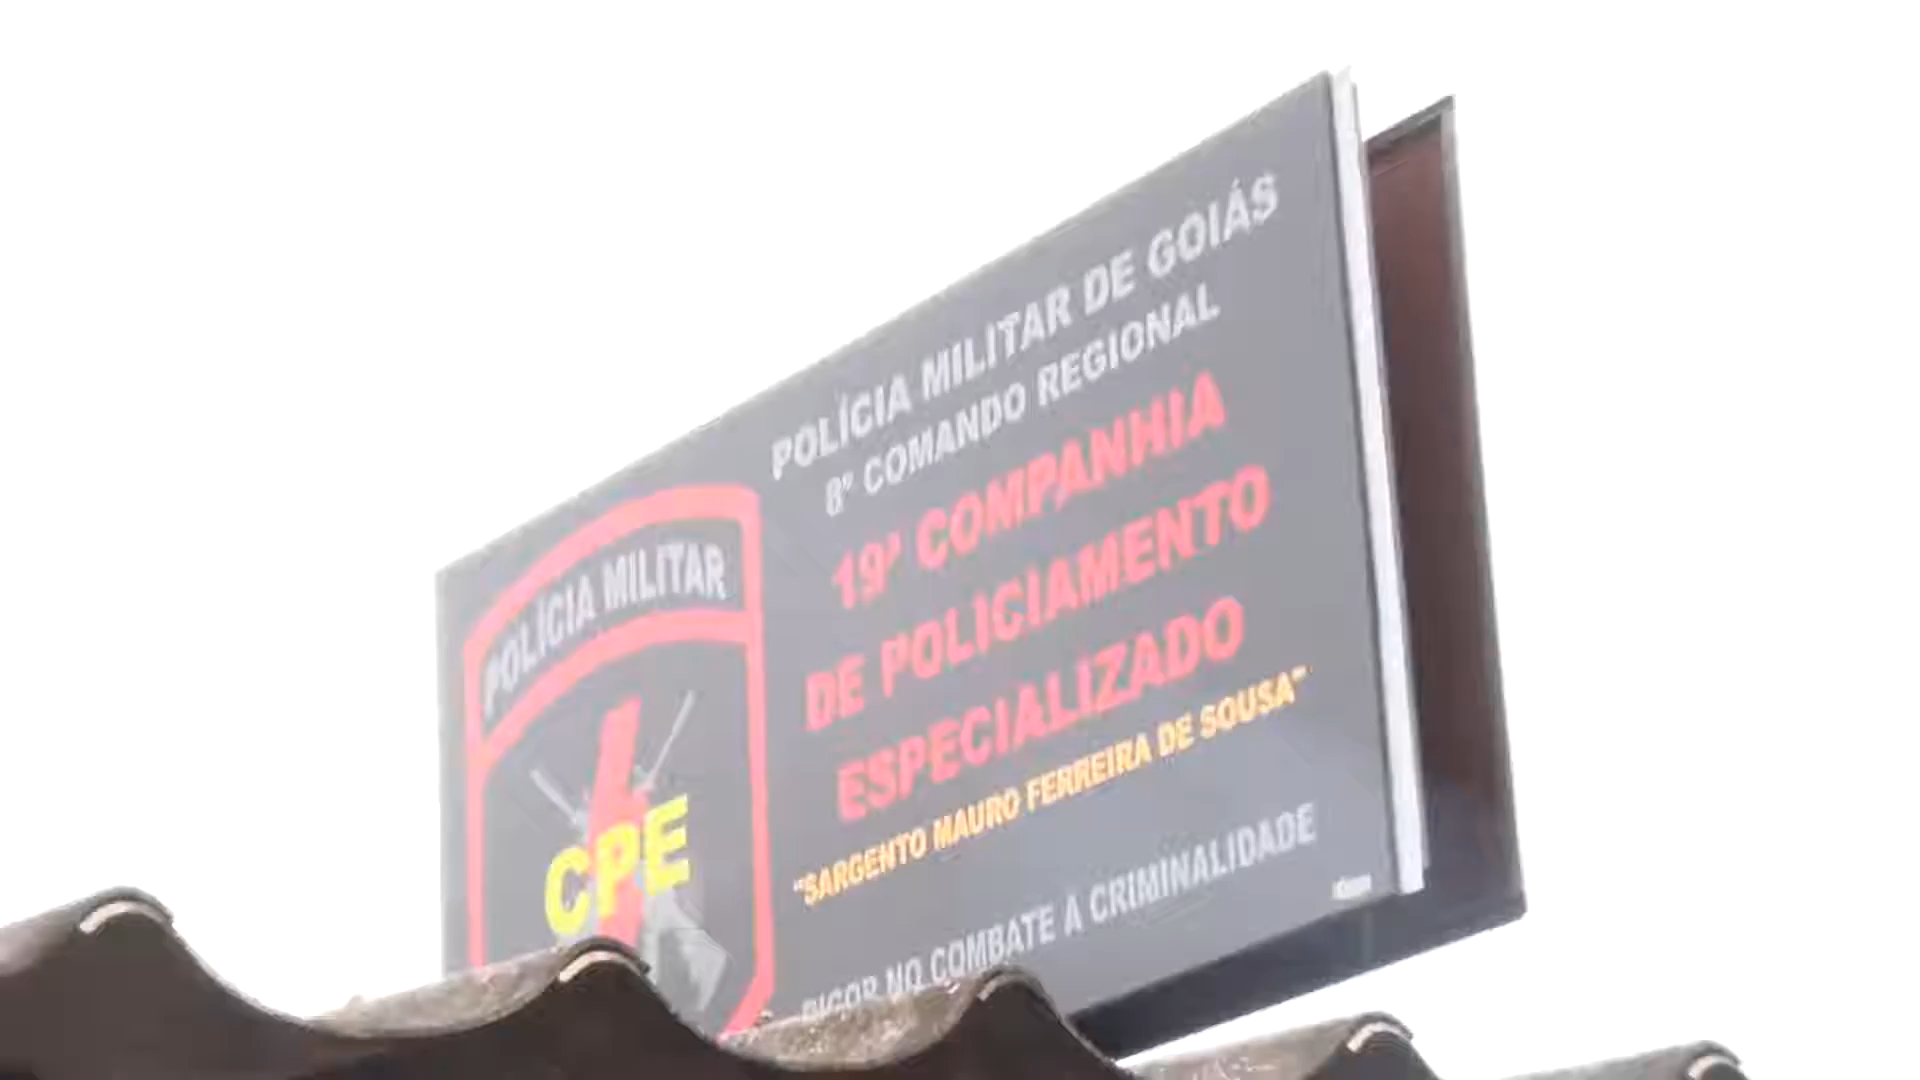 POLÍCIA MILITAR DE GOIÁS
8º COMANDO REGIONAL
19ª COMPANHIA
DE POLICIAMENTO
ESPECIALIZADO
"SARGENTO MAURO FERREIRA DE SOUSA"
RIGOR NO COMBATE A CRIMINALIDADE
POLÍCIA MILITAR
CPE